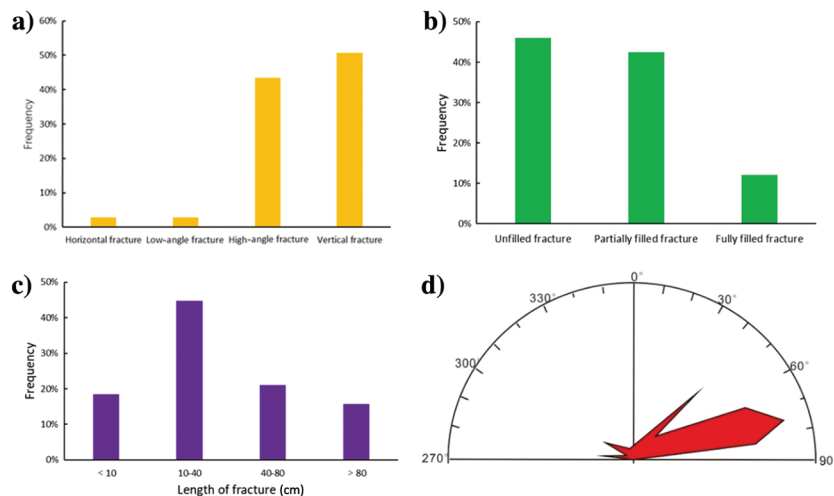 a)
60%
50%
40%
30%
20%
10%
0%
Frequency
Horizontal fracture Low-angle fracture High-angle fracture Vertical fracture
b)
50%
40%
30%
20%
10%
0%
Frequency
Unfilled fracture Partially filled fracture Fully filled fracture
c)
50%
40%
30%
20%
10%
0%
Frequency
< 10 10-40 40-80 > 80
Length of fracture (cm)
d)
0°
330° 30°
300° 60°
270° 90